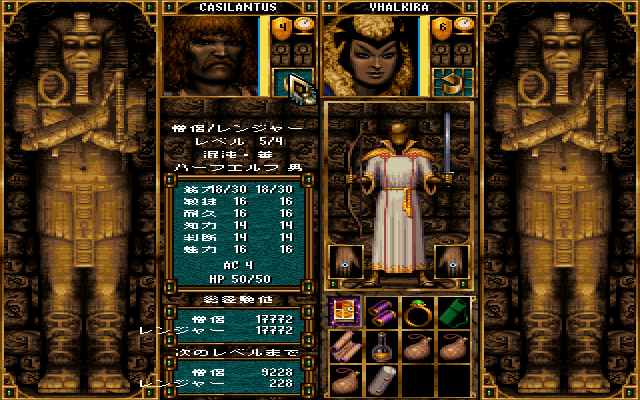 CASILANTUS
VHALKIRA
4
6
僧侶/レンジャー
レベル 5/4
混沌・善
ハーフエルフ 男
筋力18/30 18/30
敏捷 16 16
耐久 16 16
知力 14 14
判断 14 14
魅力 16 16
AC 4
HP 50/50
総経験値
僧侶 17772
レンジャー 17772
次のレベルまで
僧侶 9228
レンジャー 228